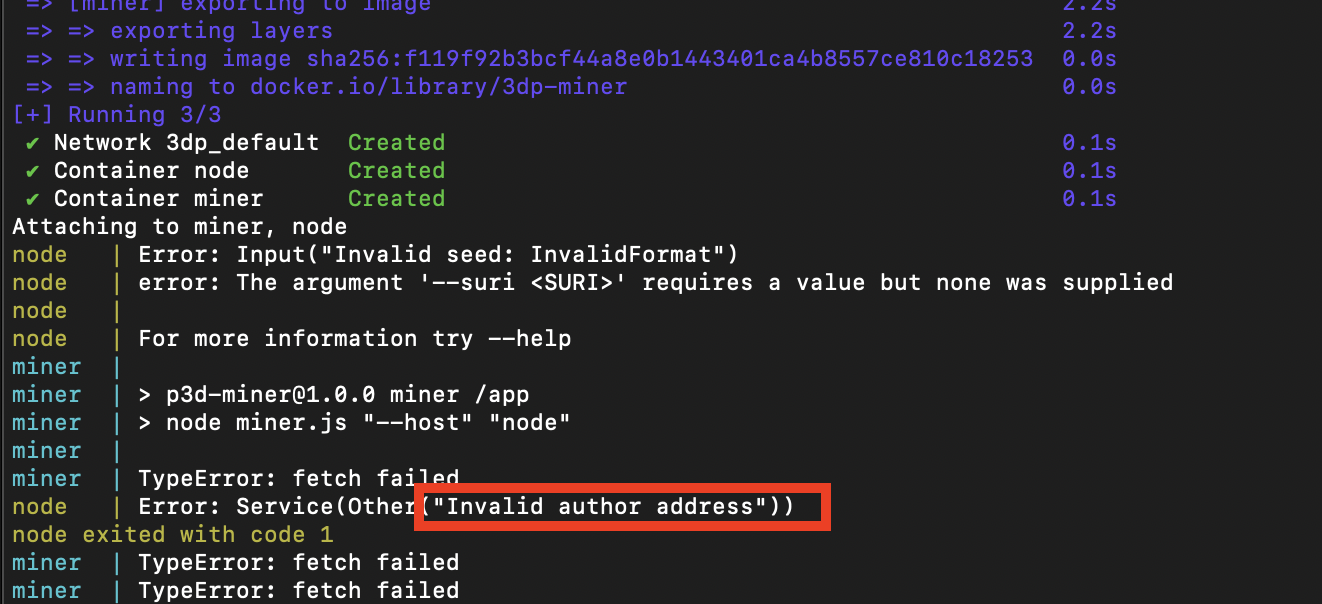 => [miner] exporting to image 2.2s
=> => exporting layers 2.2s
=> => writing image sha256:f119f92b3bcf44a8e0b1443401ca4b8557ce810c18253 0.0s
=> => naming to docker.io/library/3dp-miner 0.0s
[+] Running 3/3
✔ Network 3dp_default Created 0.1s
✔ Container node Created 0.1s
✔ Container miner Created 0.1s
Attaching to miner, node
node | Error: Input("Invalid seed: InvalidFormat")
node | error: The argument '--suri <SURI>' requires a value but none was supplied
node |
node | For more information try --help
miner |
miner | > p3d-miner@1.0.0 miner /app
miner | > node miner.js "--host" "node"
miner |
miner | TypeError: fetch failed
node | Error: Service(Other("Invalid author address"))
node exited with code 1
miner | TypeError: fetch failed
miner | TypeError: fetch failed